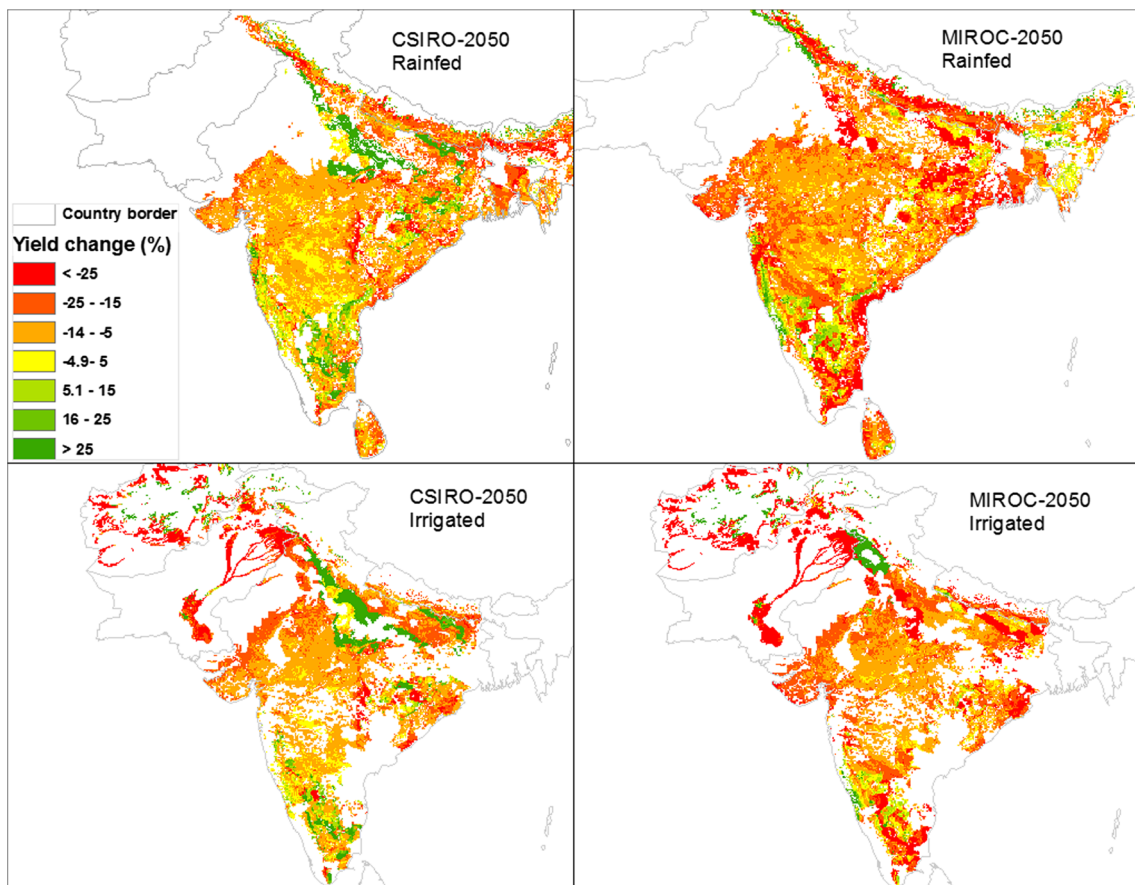 CSIRO-2050
Rainfed
MIROC-2050
Rainfed
Country border
Yield change (%)
< -25
-25 - -15
-14 - -5
-4.9- 5
5.1 - 15
16 - 25
> 25
CSIRO-2050
Irrigated
MIROC-2050
Irrigated